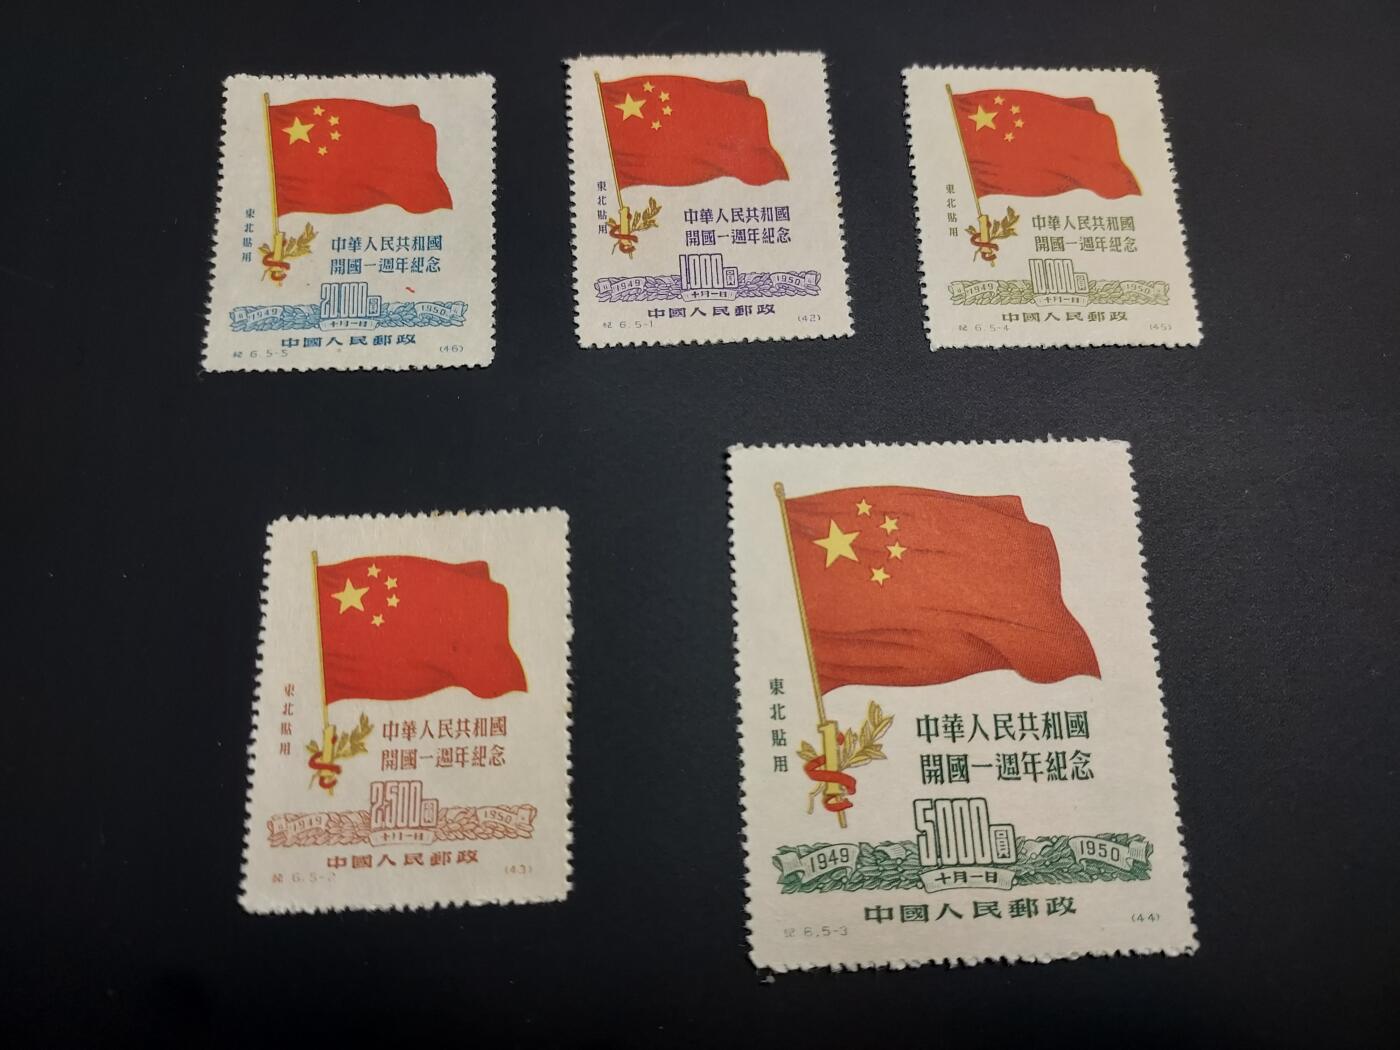 東北貼用
中華人民共和國
開國一週年紀念
20,000圓
1949
十月一日
1950
中國人民郵政
紀 6.5-5
(46)
東北貼用
中華人民共和國
開國一週年紀念
1000圓
1949
十月一日
1950
中國人民郵政
紀 6.5-1
(42)
東北貼用
中華人民共和國
開國一週年紀念
10,000圓
1949
十月一日
1950
中國人民郵政
紀 6.5-4
(45)
東北貼用
中華人民共和國
開國一週年紀念
2500圓
1949
十月一日
1950
中國人民郵政
紀 6.5-2
(43)
東北貼用
中華人民共和國
開國一週年紀念
5000圓
1949
十月一日
1950
中國人民郵政
紀 6.5-3
(44)